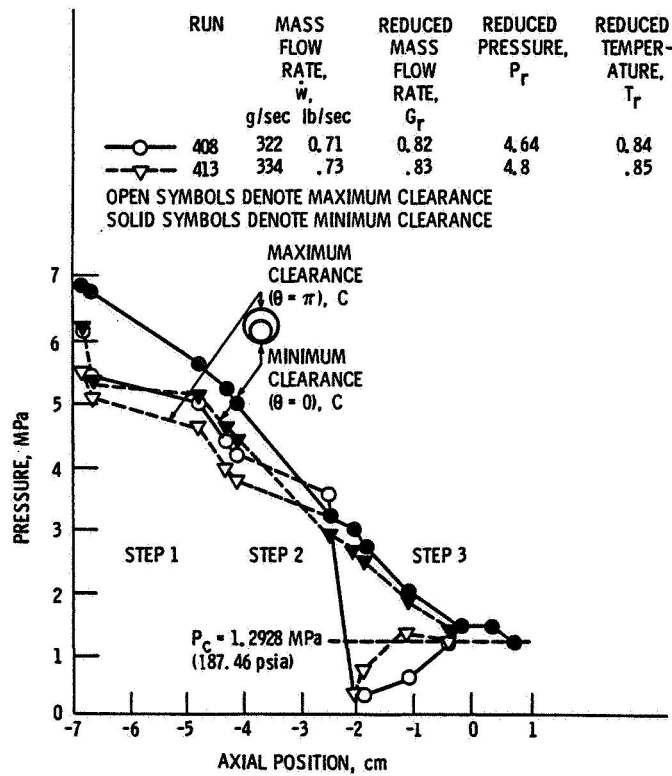 RUN MASS REDUCED REDUCED REDUCED
FLOW MASS PRESSURE, TEMPER-
RATE, FLOW Pr ATURE,
ẇ, RATE, Tr
g/sec lb/sec Gr
408 322 0.71 0.82 4.64 0.84
413 334 .73 .83 4.8 .85
OPEN SYMBOLS DENOTE MAXIMUM CLEARANCE
SOLID SYMBOLS DENOTE MINIMUM CLEARANCE
MAXIMUM
CLEARANCE
(θ = π), C
MINIMUM
CLEARANCE
(θ = 0), C
PRESSURE, MPa
7
6
5
4
3
2
1
0
STEP 1 STEP 2 STEP 3
PC = 1.2928 MPa
(187.46 psia)
-7 -6 -5 -4 -3 -2 -1 0 1
AXIAL POSITION, cm